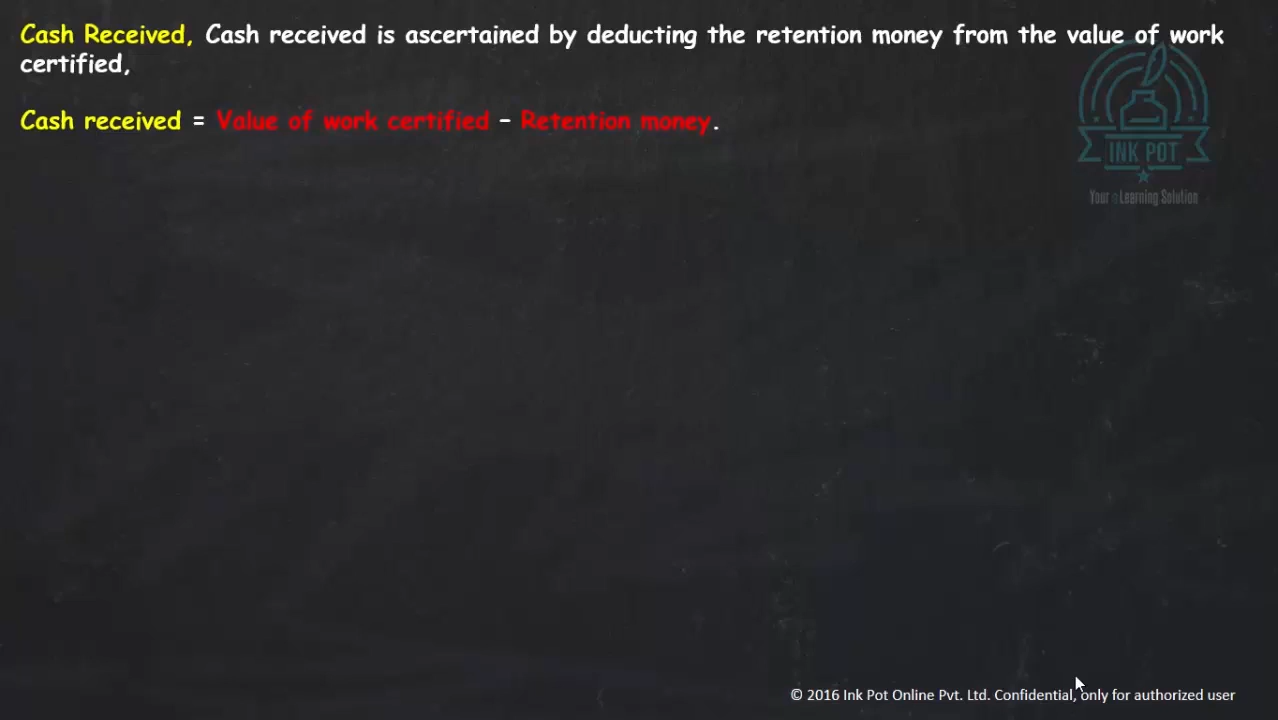 Cash Received, Cash received is ascertained by deducting the retention money from the value of work
certified,
Cash received = Value of work certified – Retention money.
INK POT
Your eLearning Solution
© 2016 Ink Pot Online Pvt. Ltd. Confidential, only for authorized user